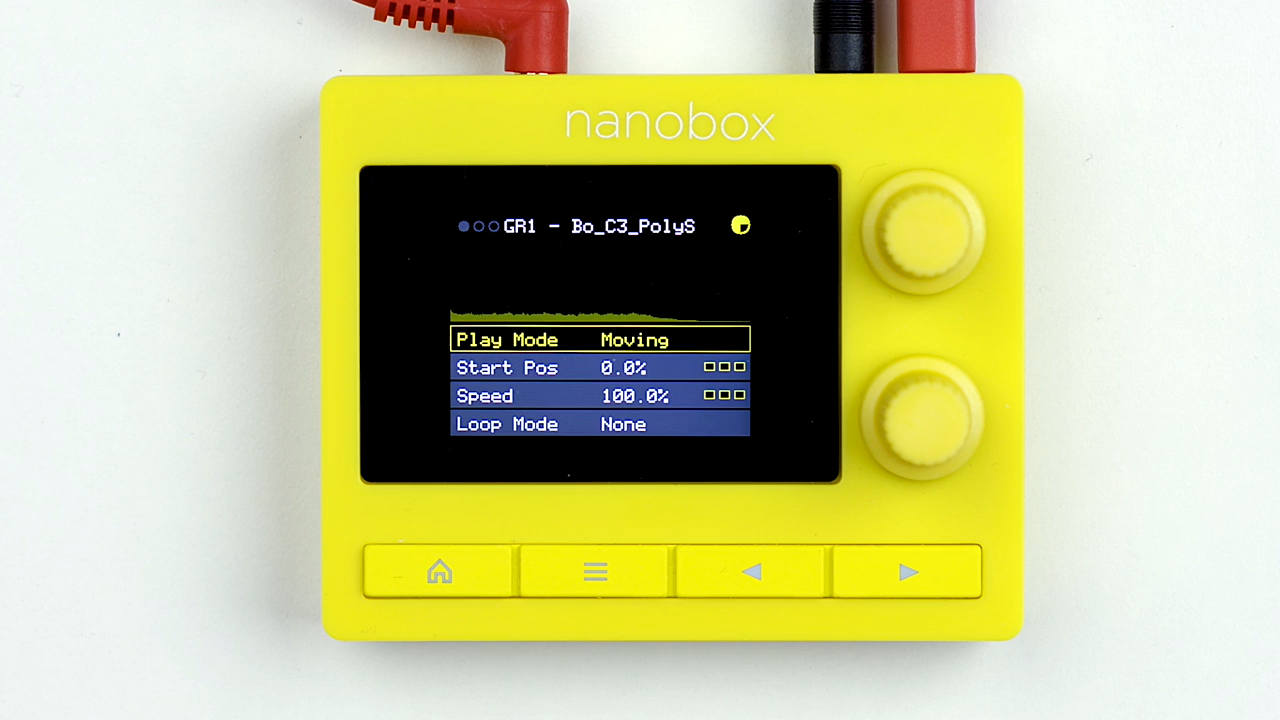 nanobox
GR1 - Bo_C3_PolyS
Play Mode Moving
Start Pos 0.0%
Speed 100.0%
Loop Mode None